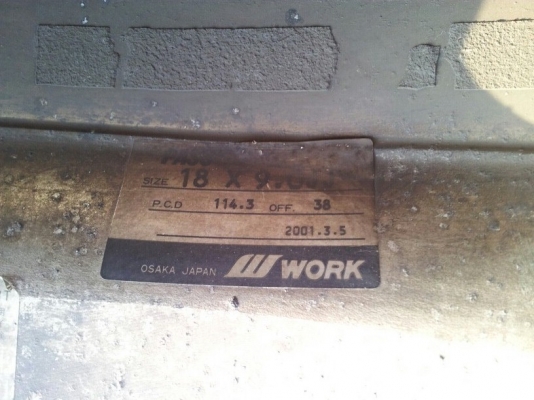 SIZE 18 X
P.C.D 114.3 OFF. 38
2001.3.5
OSAKA JAPAN W WORK